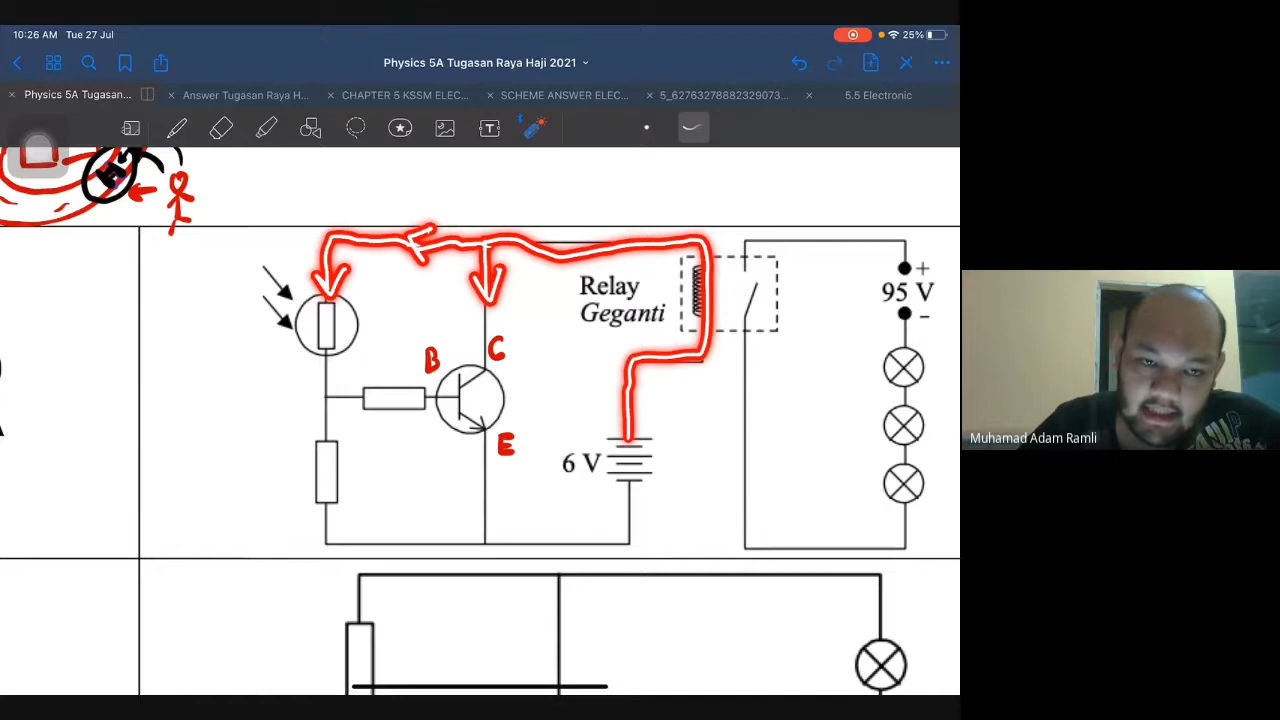 10:26 AM Tue 27 Jul
25%
Physics 5A Tugasan Raya Haji 2021
Physics 5A Tugasan...
Answer Tugasan Raya H...
CHAPTER 5 KSSM ELEC...
SCHEME ANSWER ELEC...
5_62763278882329073...
5.5 Electronic
T
Relay
Geganti
+
95 V
-
B
C
E
6 V
Muhamad Adam Ramli